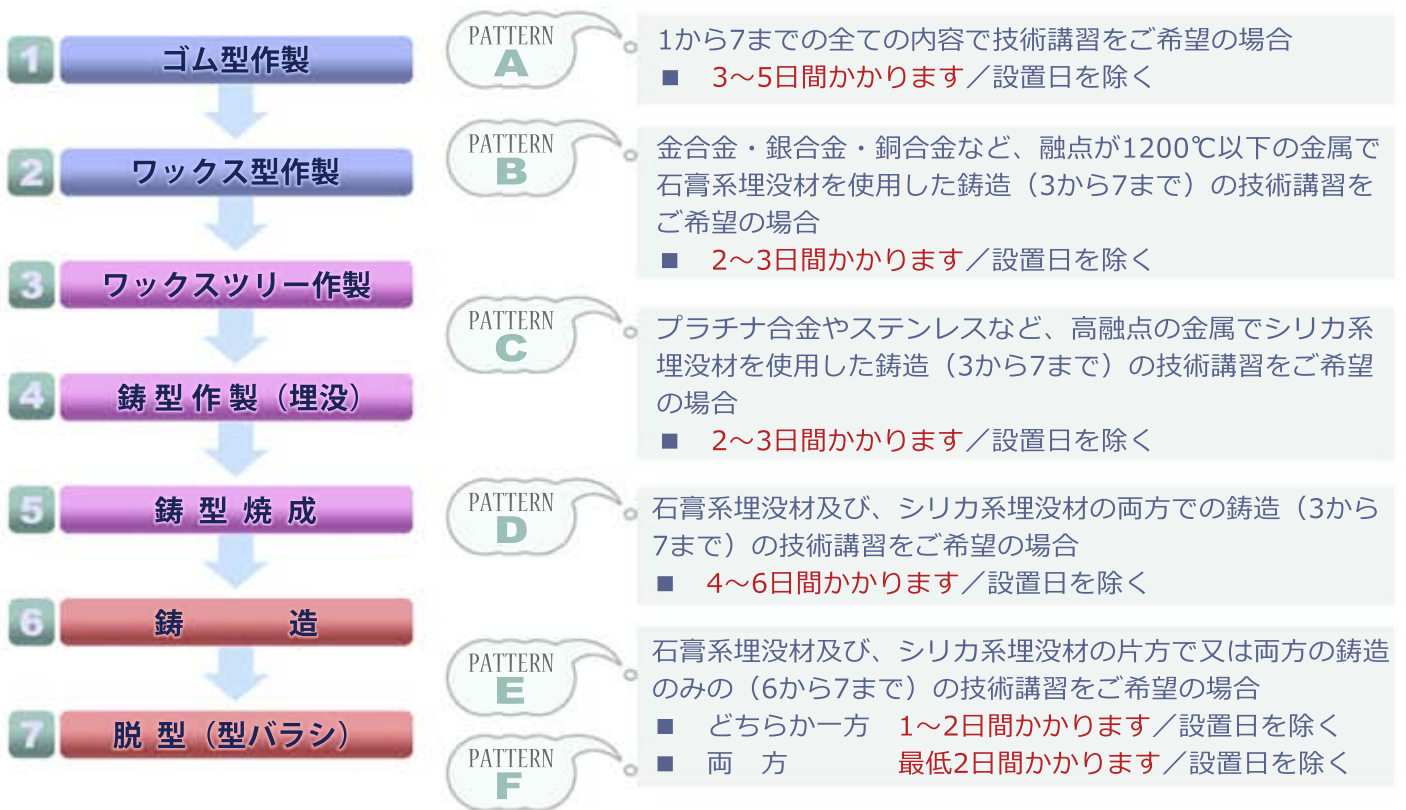 1
ゴム型作製
2
ワックス型作製
3
ワックスツリー作製
4
鋳型作製（埋没）
5
鋳型焼成
6
鋳造
7
脱型（型バラシ）
PATTERN
A
1から7までの全ての内容で技術講習をご希望の場合
■ 3～5日間かかります／設置日を除く
PATTERN
B
金合金・銀合金・銅合金など、融点が1200℃以下の金属で
石膏系埋没材を使用した鋳造（3から7まで）の技術講習を
ご希望の場合
■ 2～3日間かかります／設置日を除く
PATTERN
C
プラチナ合金やステンレスなど、高融点の金属でシリカ系
埋没材を使用した鋳造（3から7まで）の技術講習をご希望
の場合
■ 2～3日間かかります／設置日を除く
PATTERN
D
石膏系埋没材及び、シリカ系埋没材の両方での鋳造（3から
7まで）の技術講習をご希望の場合
■ 4～6日間かかります／設置日を除く
PATTERN
E
石膏系埋没材及び、シリカ系埋没材の片方で又は両方の鋳造
のみの（6から7まで）の技術講習をご希望の場合
■ どちらか一方 1～2日間かかります／設置日を除く
PATTERN
F
■ 両方 最低2日間かかります／設置日を除く